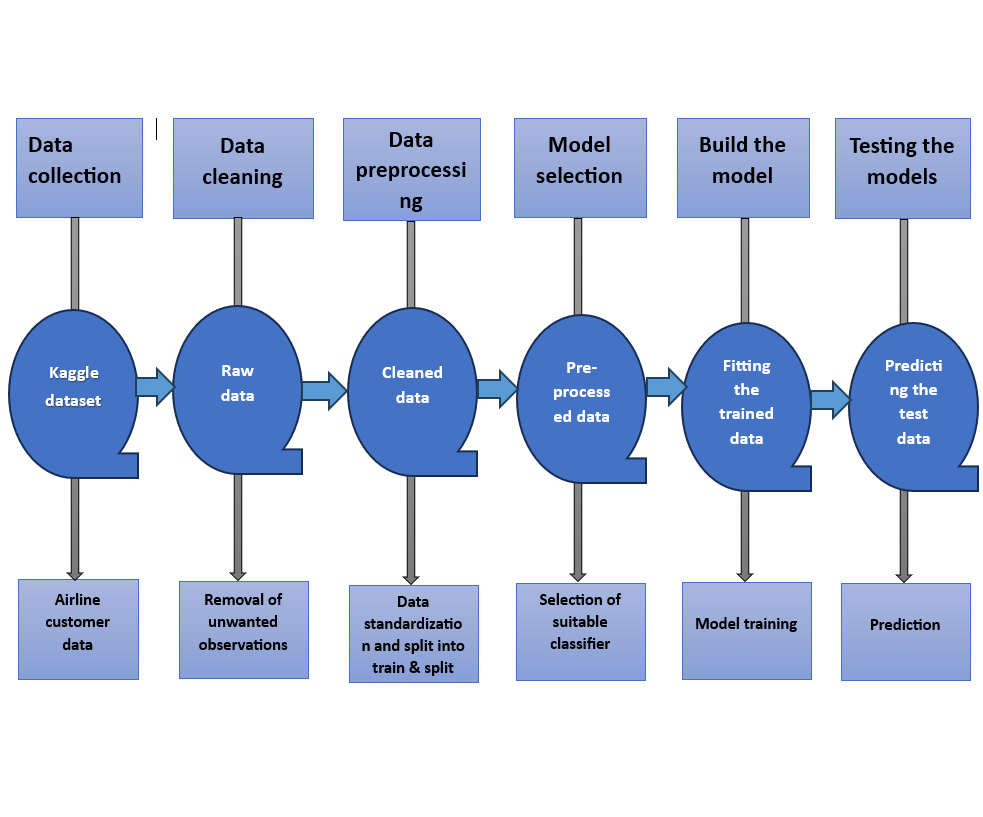 Data
collection
Data
cleaning
Data
preprocessi
ng
Model
selection
Build the
model
Testing the
models
Kaggle
dataset
Raw
data
Cleaned
data
Pre-
process
ed data
Fitting
the
trained
data
Predicti
ng the
test
data
Airline
customer
data
Removal of
unwanted
observations
Data
standardizatio
n and split into
train & split
Selection of
suitable
classifier
Model training
Prediction